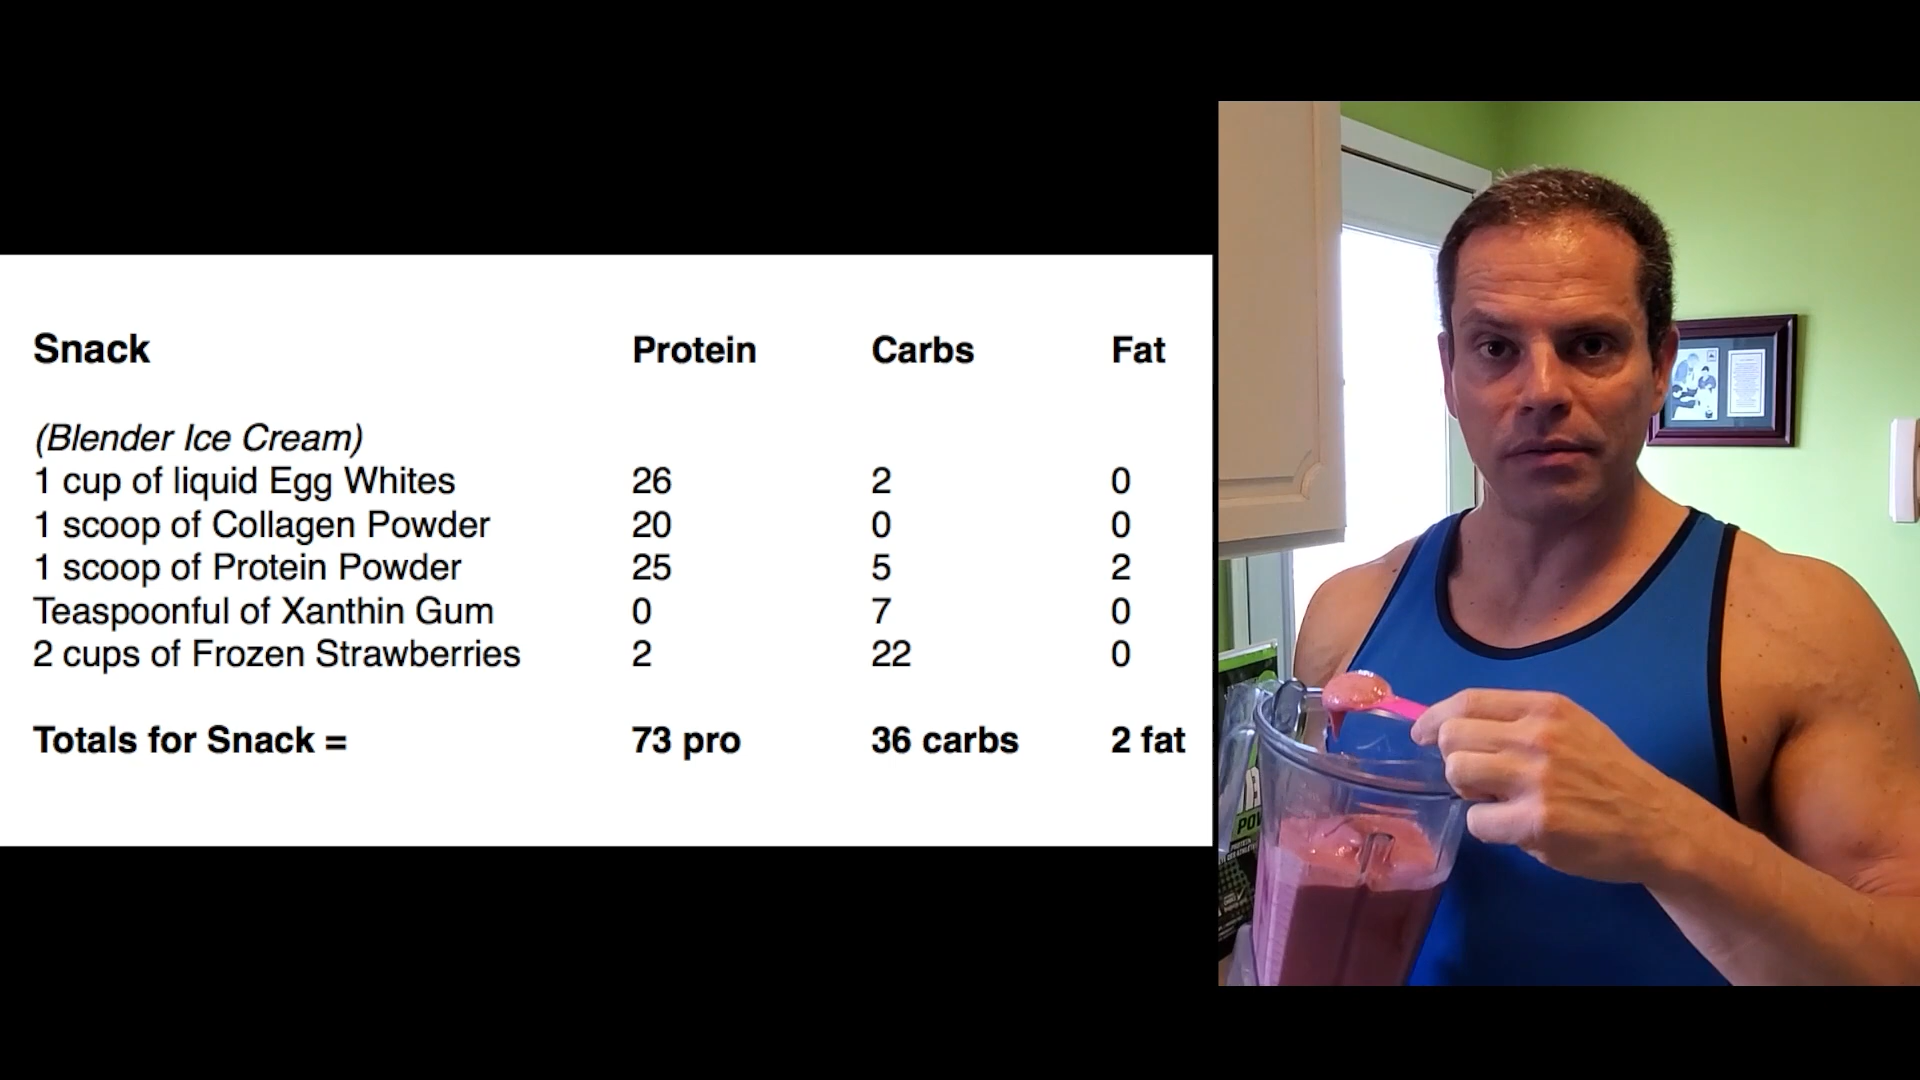 Snack Protein Carbs Fat
(Blender Ice Cream)
1 cup of liquid Egg Whites 26 2 0
1 scoop of Collagen Powder 20 0 0
1 scoop of Protein Powder 25 5 2
Teaspoonful of Xanthin Gum 0 7 0
2 cups of Frozen Strawberries 2 22 0
Totals for Snack = 73 pro 36 carbs 2 fat